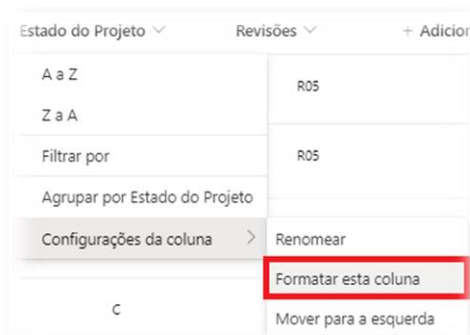 Estado do Projeto Revisões + Adicior
A a Z
R05
Z a A
Filtrar por
R05
Agrupar por Estado do Projeto
Configurações da coluna
Renomear
Formatar esta coluna
C
Mover para a esquerda